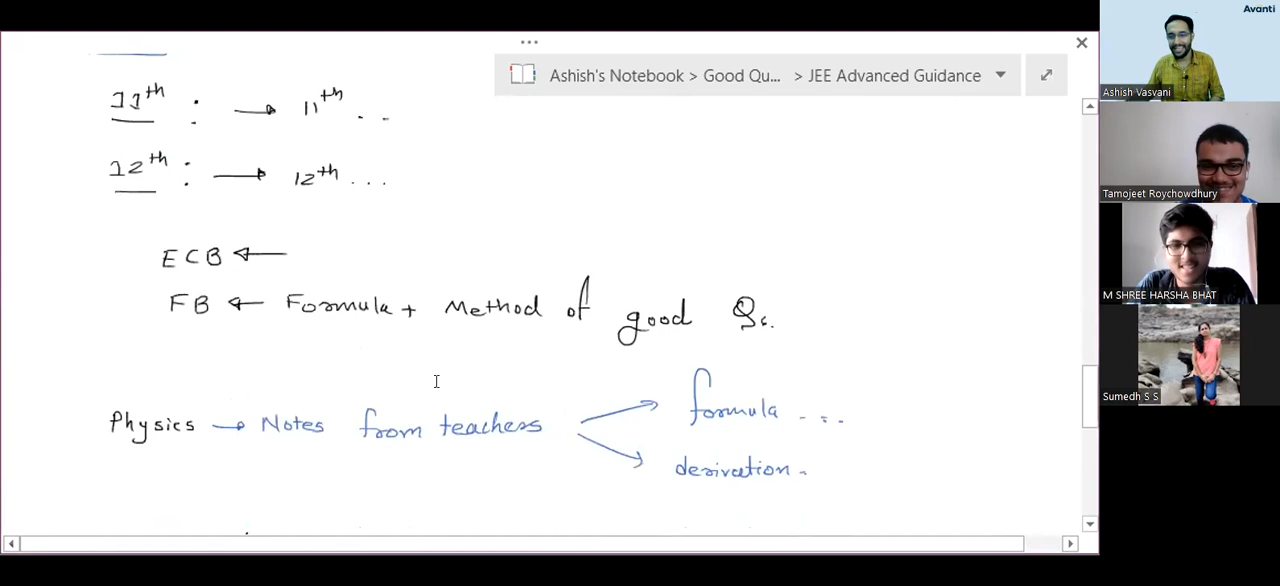 Avanti
...
Ashish's Notebook > Good Qu... > JEE Advanced Guidance
11th : → 11th ...
12th : → 12th ...
ECB ←
FB ← Formula + Method of good Qs.
Physics → Notes from teachers
formula ...
derivation -
Ashish Vasvani
Tamojeet Roychowdhury
M SHREE HARSHA BHAT
Sumedh S S